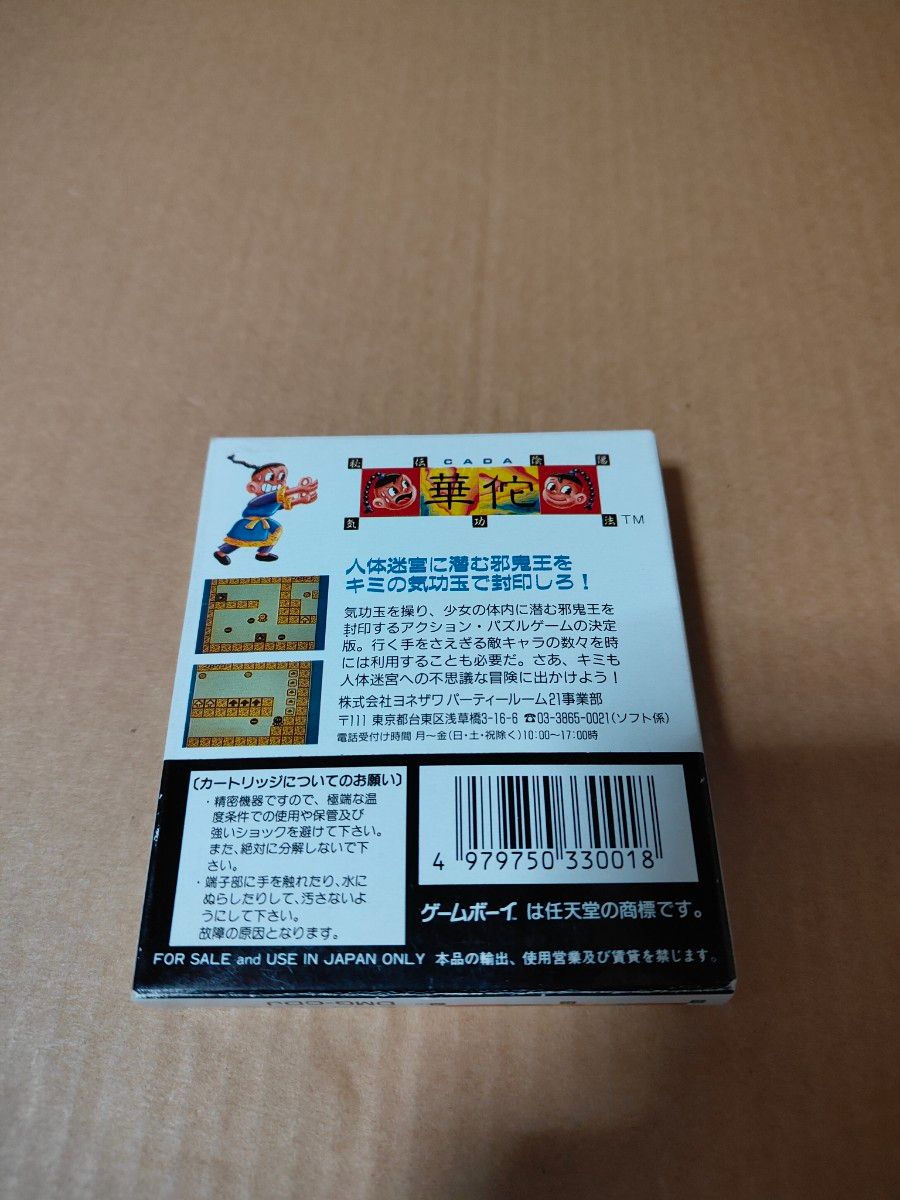 秘伝CADA陰陽
華佗
気功法 TM
人体迷宮に潜む邪鬼王を
キミの気功玉で封印しろ!
気功玉を操り、少女の体内に潜む邪鬼王を
封印するアクション・パズルゲームの決定
版。行く手をさえぎる敵キャラの数々を時
には利用することも必要だ。さあ、キミも
人体迷宮への不思議な冒険に出かけよう!
株式会社ヨネザワ パーティールーム21事業部
〒111 東京都台東区浅草橋3-16-6 ☎03-3865-0021(ソフト係)
電話受付け時間 月〜金(日・土・祝除く)10:00〜17:00時
〔カートリッジについてのお願い〕
・精密機器ですので、極端な温
度条件での使用や保管及び
強いショックを避けて下さい。
また、絶対に分解しないで下
さい。
・端子部に手を触れたり、水に
ぬらしたりして、汚さないよ
うにして下さい。
故障の原因となります。
4 979750 330018
ゲームボーイ は任天堂の商標です。
FOR SALE and USE IN JAPAN ONLY 本品の輸出、使用営業及び賃貸を禁じます。